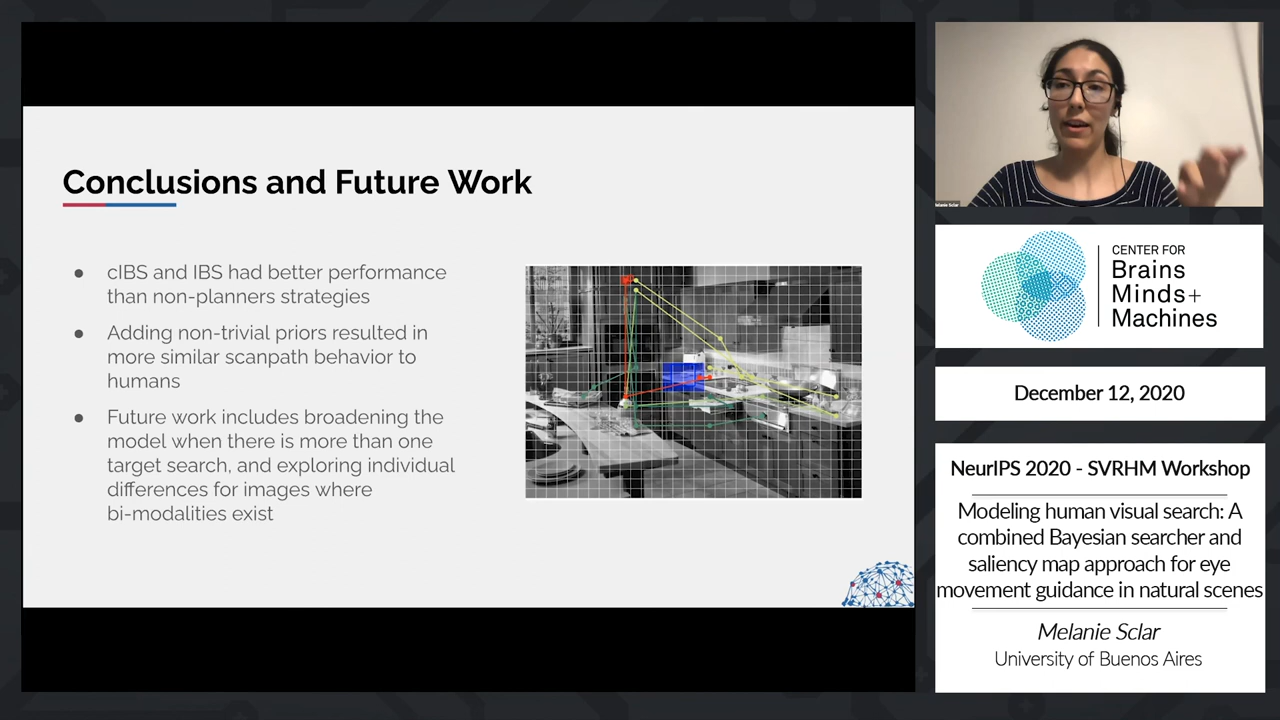 Conclusions and Future Work
● cIBS and IBS had better performance
than non-planners strategies
● Adding non-trivial priors resulted in
more similar scanpath behavior to
humans
● Future work includes broadening the
model when there is more than one
target search, and exploring individual
differences for images where
bi-modalities exist
Melanie Sclar
CENTER FOR
Brains
Minds+
Machines
December 12, 2020
NeurIPS 2020 - SVRHM Workshop
Modeling human visual search: A
combined Bayesian searcher and
saliency map approach for eye
movement guidance in natural scenes
Melanie Sclar
University of Buenos Aires